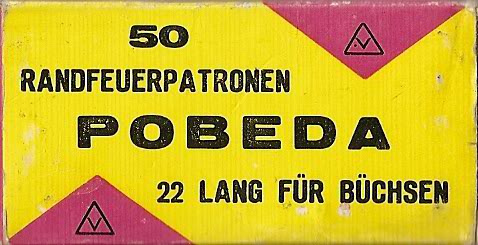 50
RANDFEUERPATRONEN
POBEDA
22 LANG FÜR BÜCHSEN